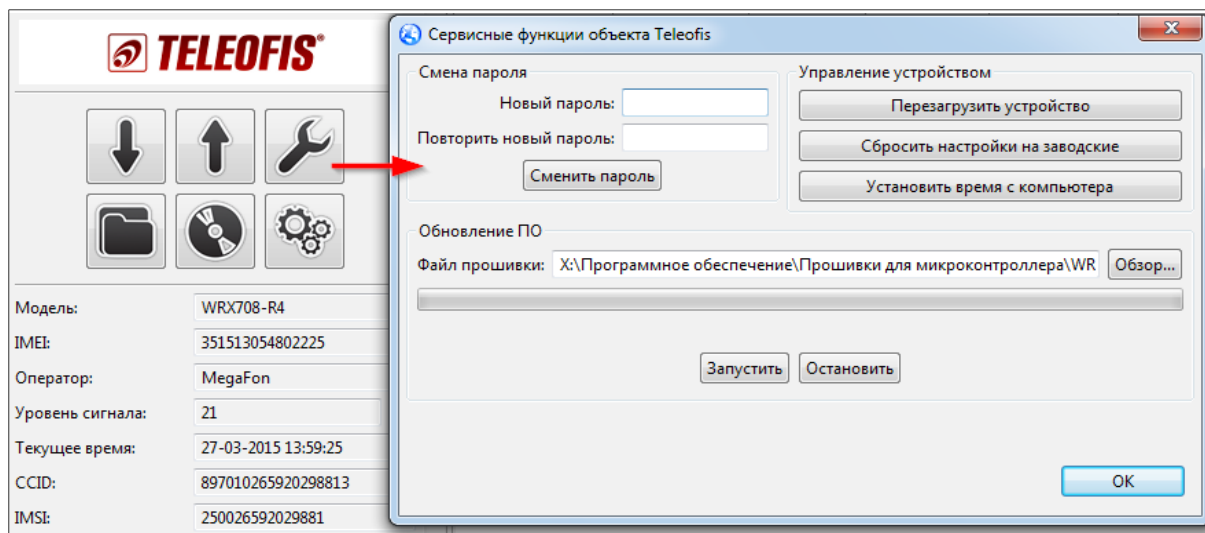 TELEOFIS®
Модель: WRX708-R4
IMEI: 351513054802225
Оператор: MegaFon
Уровень сигнала: 21
Текущее время: 27-03-2015 13:59:25
CCID: 897010265920298813
IMSI: 250026592029881
Сервисные функции объекта Teleofis
Смена пароля
Новый пароль:
Повторить новый пароль:
Сменить пароль
Управление устройством
Перезагрузить устройство
Сбросить настройки на заводские
Установить время с компьютера
Обновление ПО
Файл прошивки: X:\Программное обеспечение\Прошивки для микроконтроллера\WR Обзор...
Запустить Остановить
OK